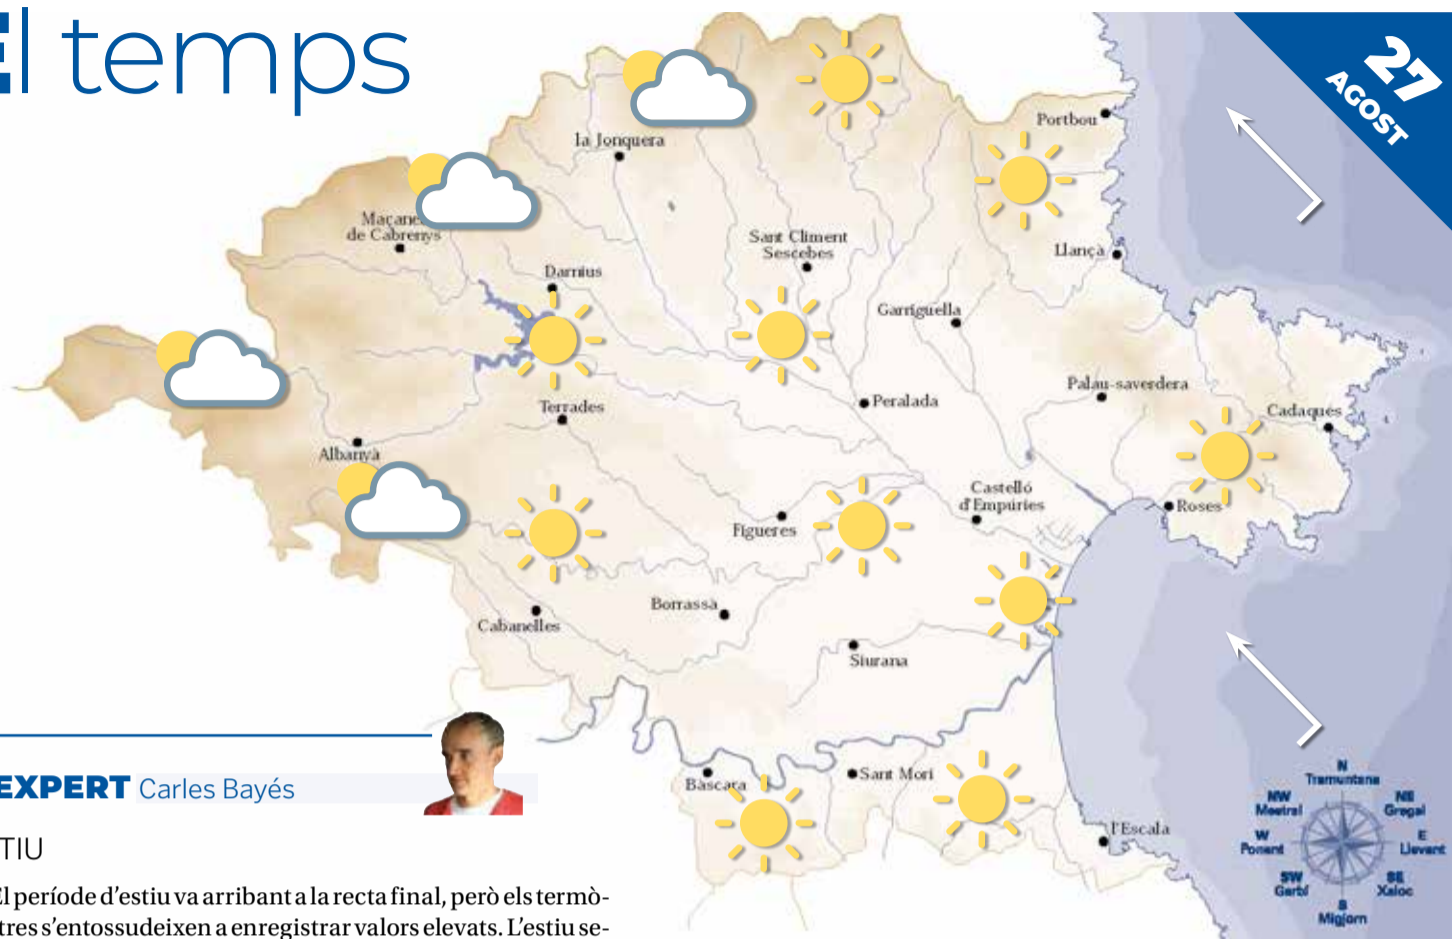 El temps
27
AGOST
la Jonquera
Portbou
Maçanet
de Cabrenys
Sant Climent
Sescebes
Llançà
Darnius
Garriguella
Palau-saverdera
Terrades
Peralada
Cadaqués
Albanyà
Castelló
d'Empúries
Roses
Figueres
Borrassà
Cabanelles
Siurana
Bàscara
Sant Mori
l'Escala
N
Tramuntana
NW
Mestral
NE
Gregal
W
Ponent
E
Llevant
SW
Garbí
SE
Xaloc
S
Migjorn
EXPERT Carles Bayés
TIU
El període d'estiu va arribant a la recta final, però els termò-
tres s'entossudeixen a enregistrar valors elevats. L'estiu se-